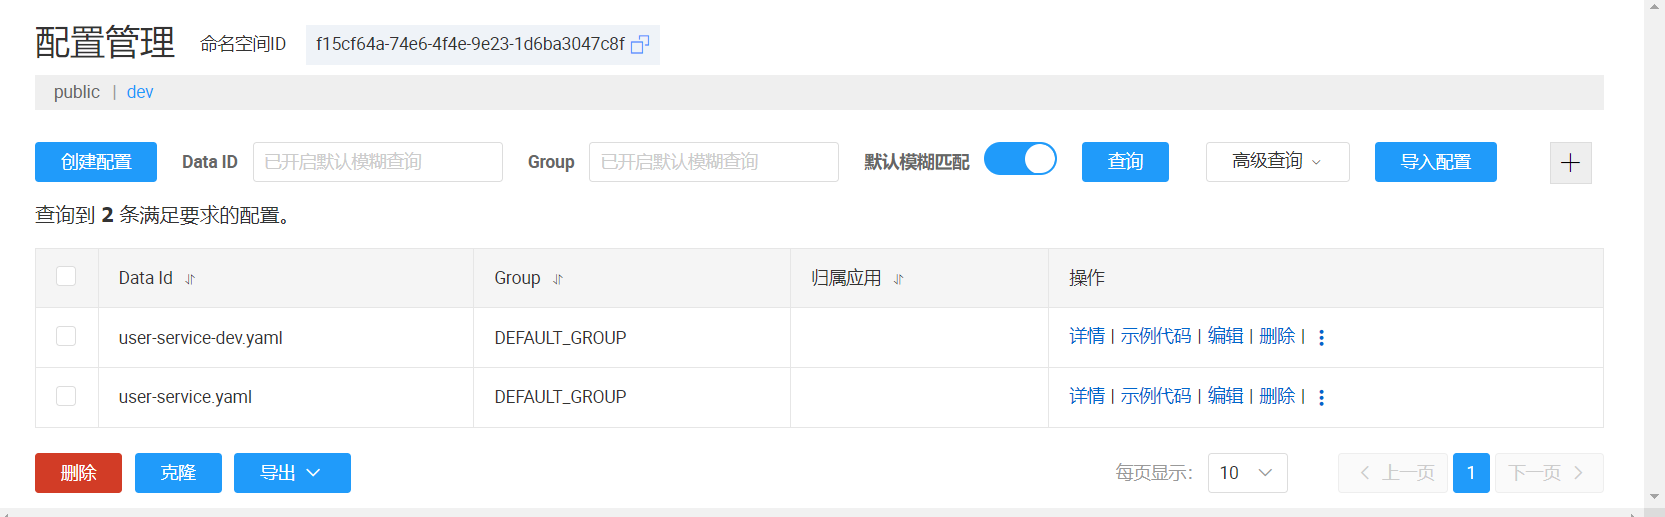 配置管理 命名空间ID f15cf64a-74e6-4f4e-9e23-1d6ba3047c8f
public | dev
创建配置 Data ID 已开启默认模糊查询 Group 已开启默认模糊查询 默认模糊匹配 查询 高级查询 导入配置
查询到 2 条满足要求的配置。
Data Id Group 归属应用 操作
user-service-dev.yaml DEFAULT_GROUP 详情 | 示例代码 | 编辑 | 删除 |
user-service.yaml DEFAULT_GROUP 详情 | 示例代码 | 编辑 | 删除 |
删除 克隆 导出 每页显示: 10 上一页 1 下一页